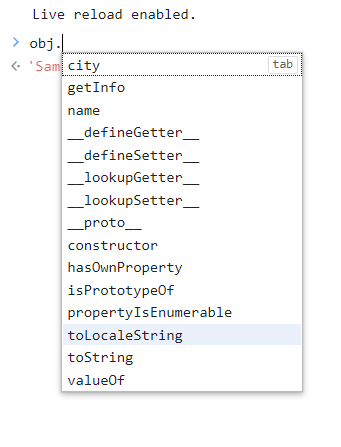 Live reload enabled.
obj.
'Sam
city tab
getInfo
name
__defineGetter__
__defineSetter__
__lookupGetter__
__lookupSetter__
__proto__
constructor
hasOwnProperty
isPrototypeOf
propertyIsEnumerable
toLocaleString
toString
valueOf